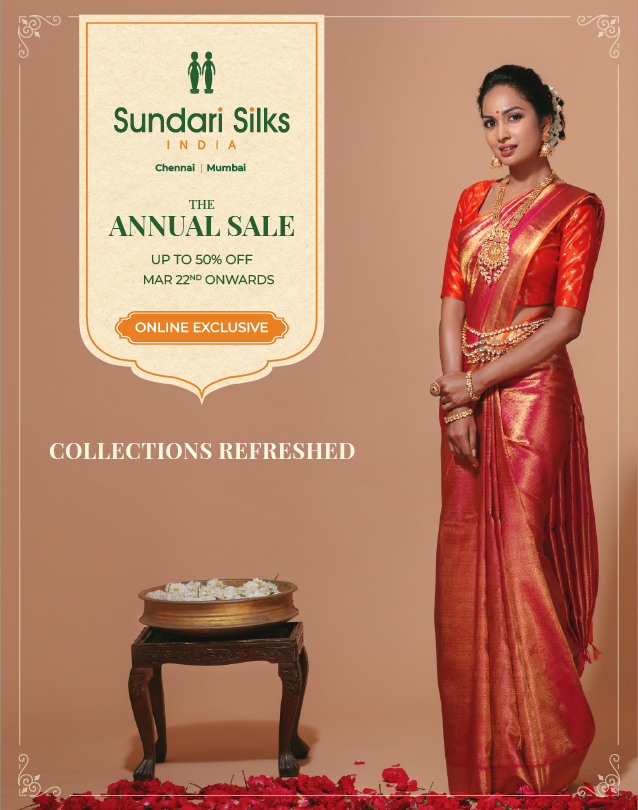 Sundari Silks
INDIA
Chennai | Mumbai
THE
ANNUAL SALE
UP TO 50% OFF
MAR 22ND ONWARDS
ONLINE EXCLUSIVE
COLLECTIONS REFRESHED